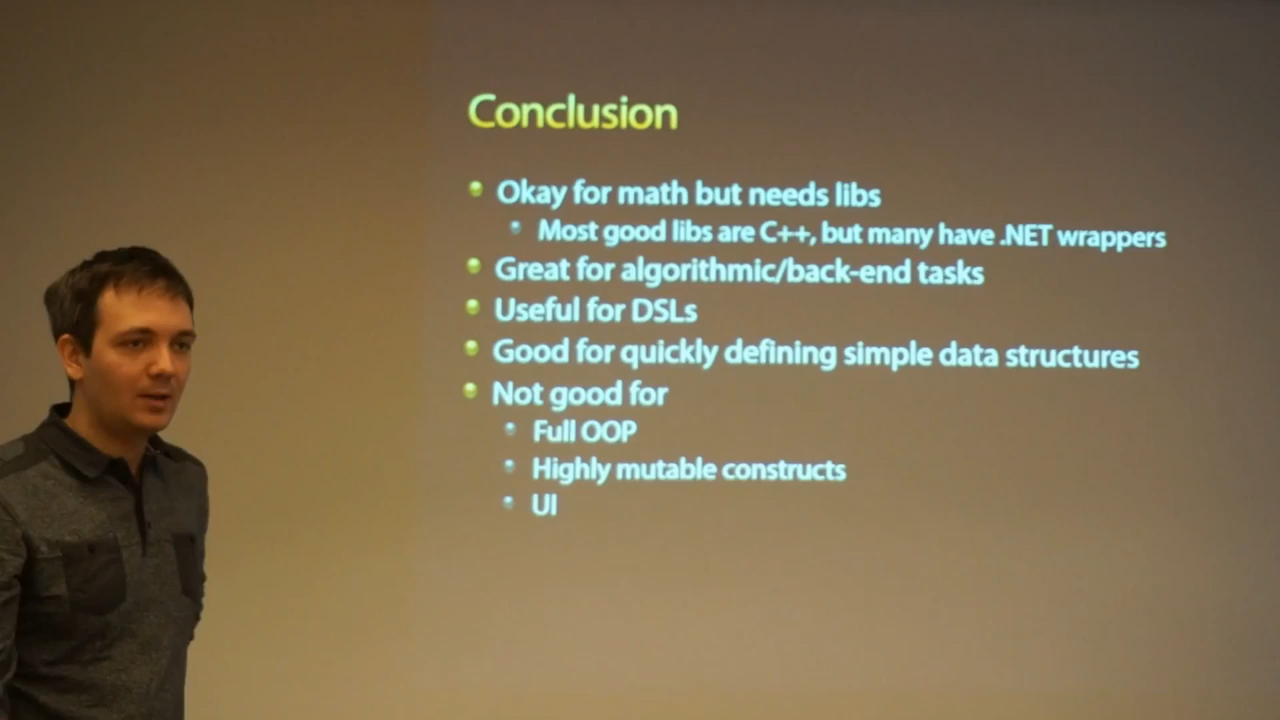 Conclusion
Okay for math but needs libs
Most good libs are C++, but many have .NET wrappers
Great for algorithmic/back-end tasks
Useful for DSLs
Good for quickly defining simple data structures
Not good for
Full OOP
Highly mutable constructs
UI